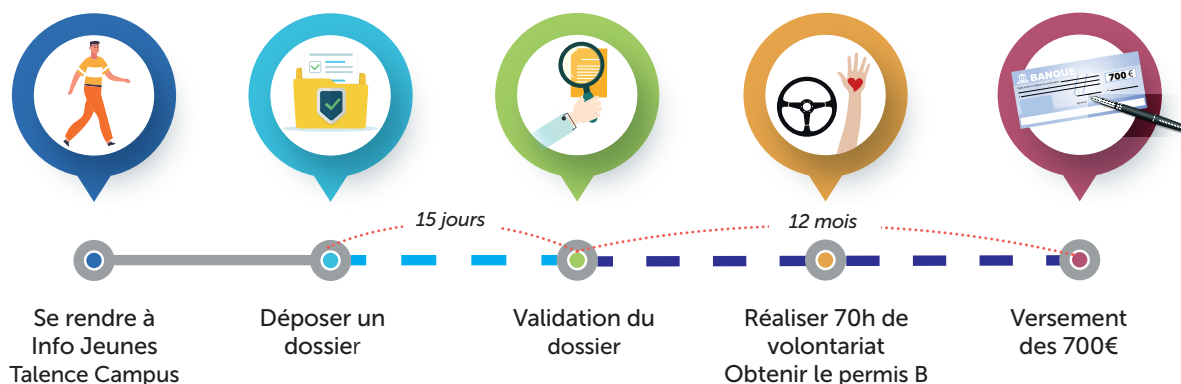 BANQUE
700 €
15 jours
12 mois
Se rendre à
Info Jeunes
Talence Campus
Déposer un
dossier
Validation du
dossier
Réaliser 70h de
volontariat
Obtenir le permis B
Versement
des 700€